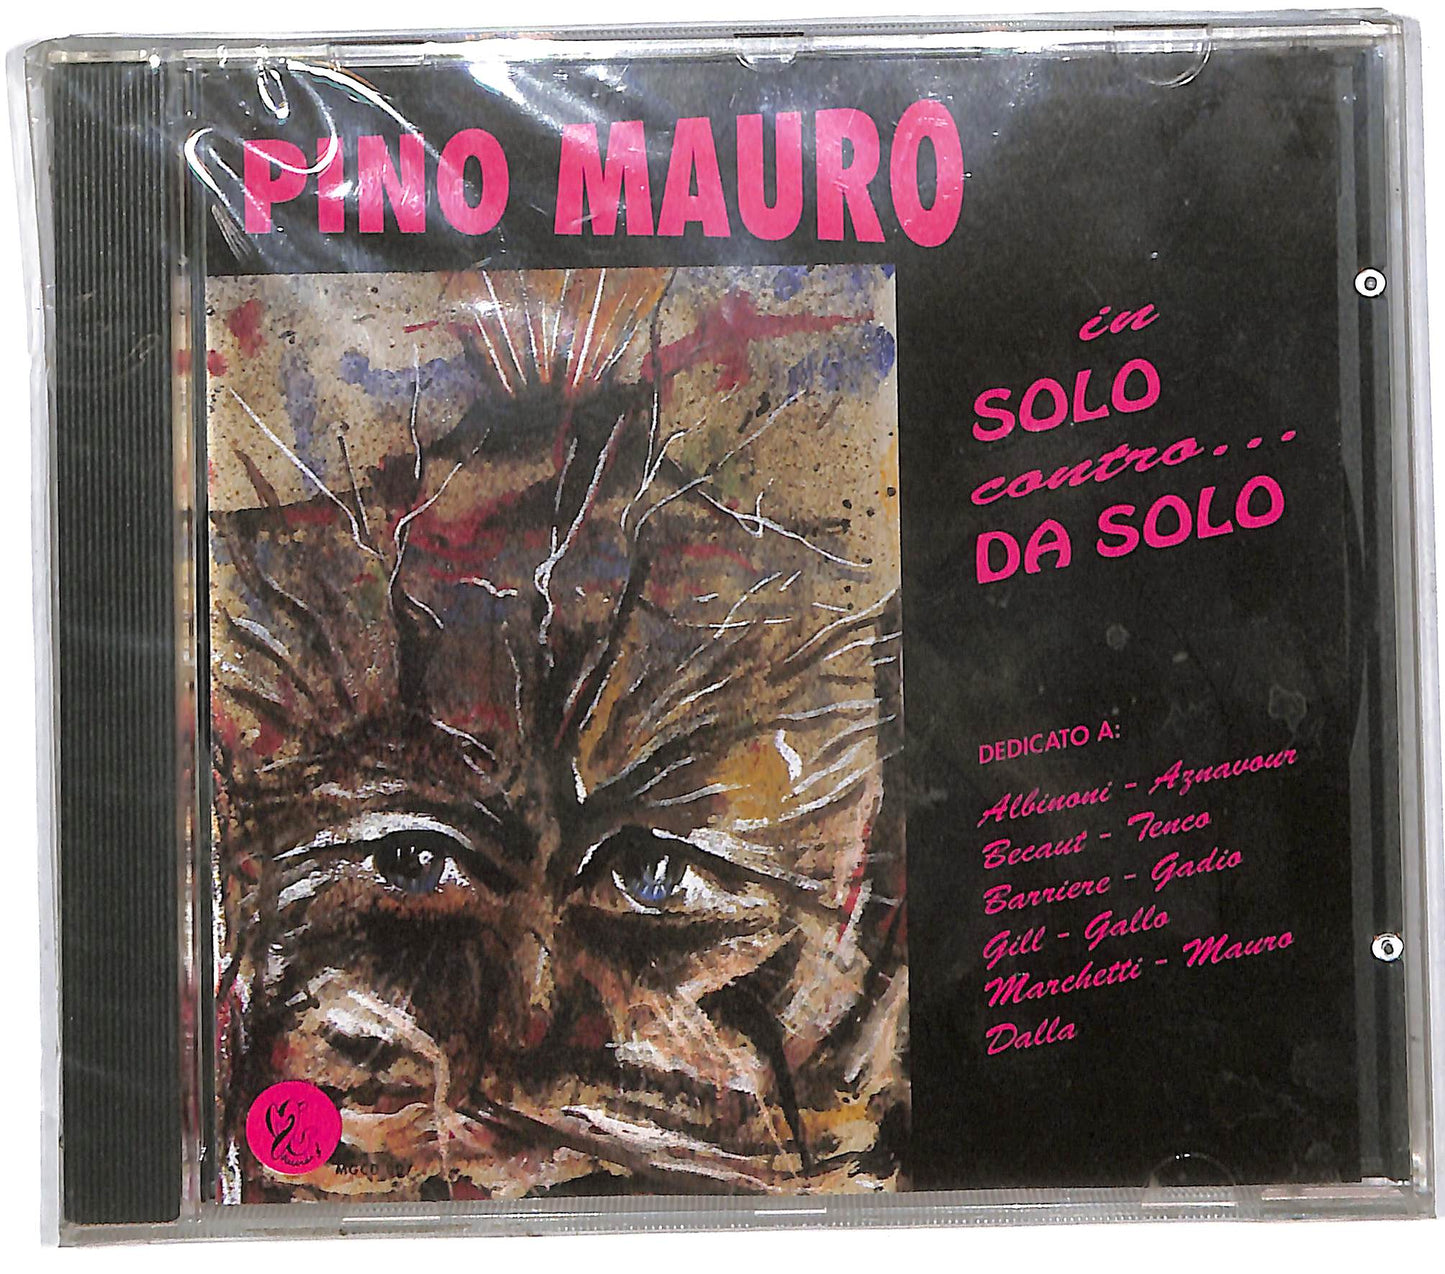 PINO MAURO
in
SOLO
contro...
DA SOLO
DEDICATO A:
Albinoni - Aznavour
Becaut - Tenco
Barriere - Gadio
Gill - Gallo
Marchetti - Mauro
Dalla
MGCD